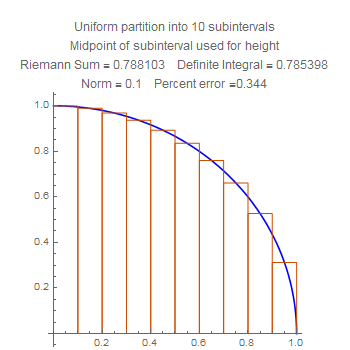 Uniform partition into 10 subintervals
Midpoint of subinterval used for height
Riemann Sum = 0.788103 Definite Integral = 0.785398
Norm = 0.1 Percent error =0.344
1.0
0.8
0.6
0.4
0.2
0.2 0.4 0.6 0.8 1.0